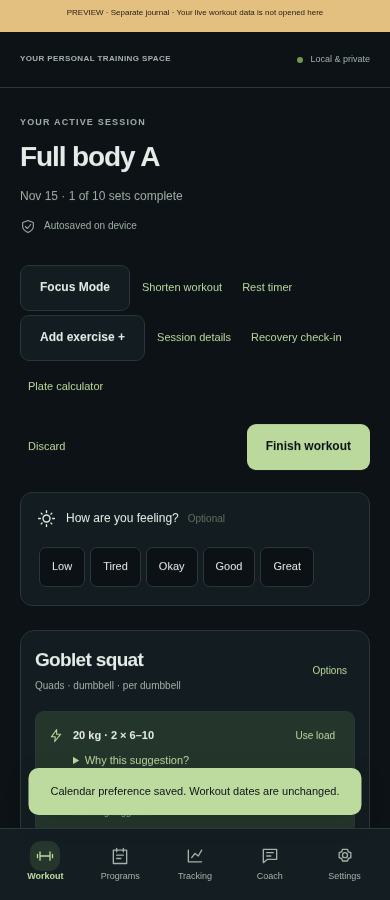 PREVIEW · Separate journal · Your live workout data is not opened here
YOUR PERSONAL TRAINING SPACE
Local & private
YOUR ACTIVE SESSION
Full body A
Nov 15 · 1 of 10 sets complete
Autosaved on device
Focus Mode
Shorten workout
Rest timer
Add exercise +
Session details
Recovery check-in
Plate calculator
Discard
Finish workout
How are you feeling? Optional
Low
Tired
Okay
Good
Great
Goblet squat
Options
Quads · dumbbell · per dumbbell
20 kg · 2 × 6–10
Use load
Why this suggestion?
Calendar preference saved. Workout dates are unchanged.
Workout
Programs
Tracking
Coach
Settings